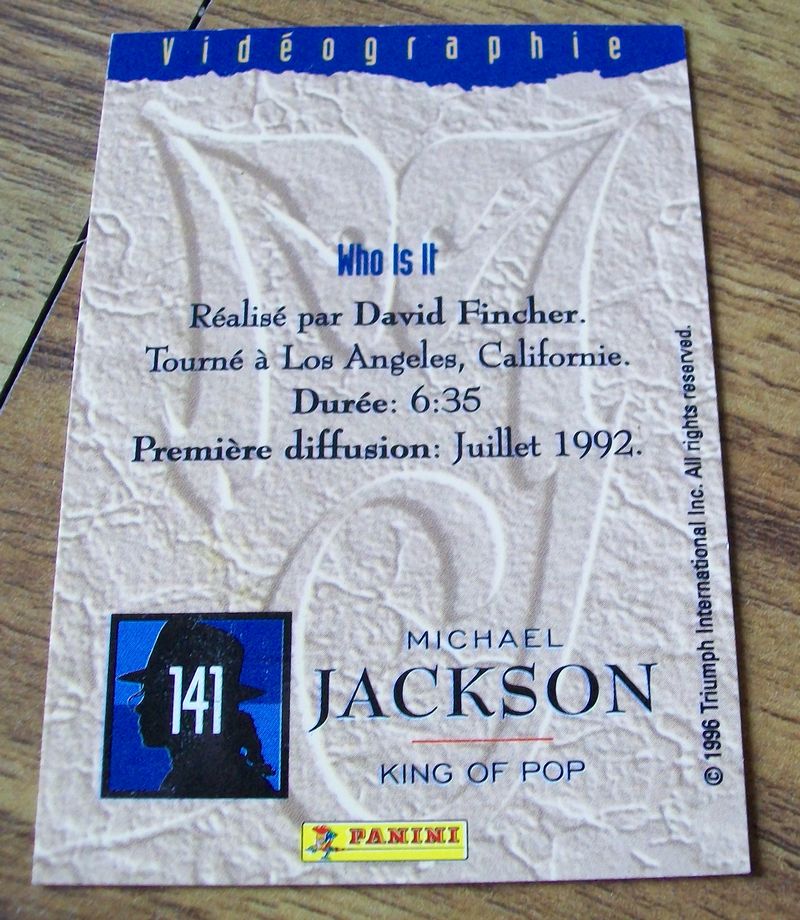 Vidéographie
Who Is It
Réalisé par David Fincher.
Tourné à Los Angeles, Californie.
Durée: 6:35
Première diffusion: Juillet 1992.
© 1996 Triumph International Inc. All rights reserved.
141
MICHAEL
JACKSON
KING OF POP
PANINI